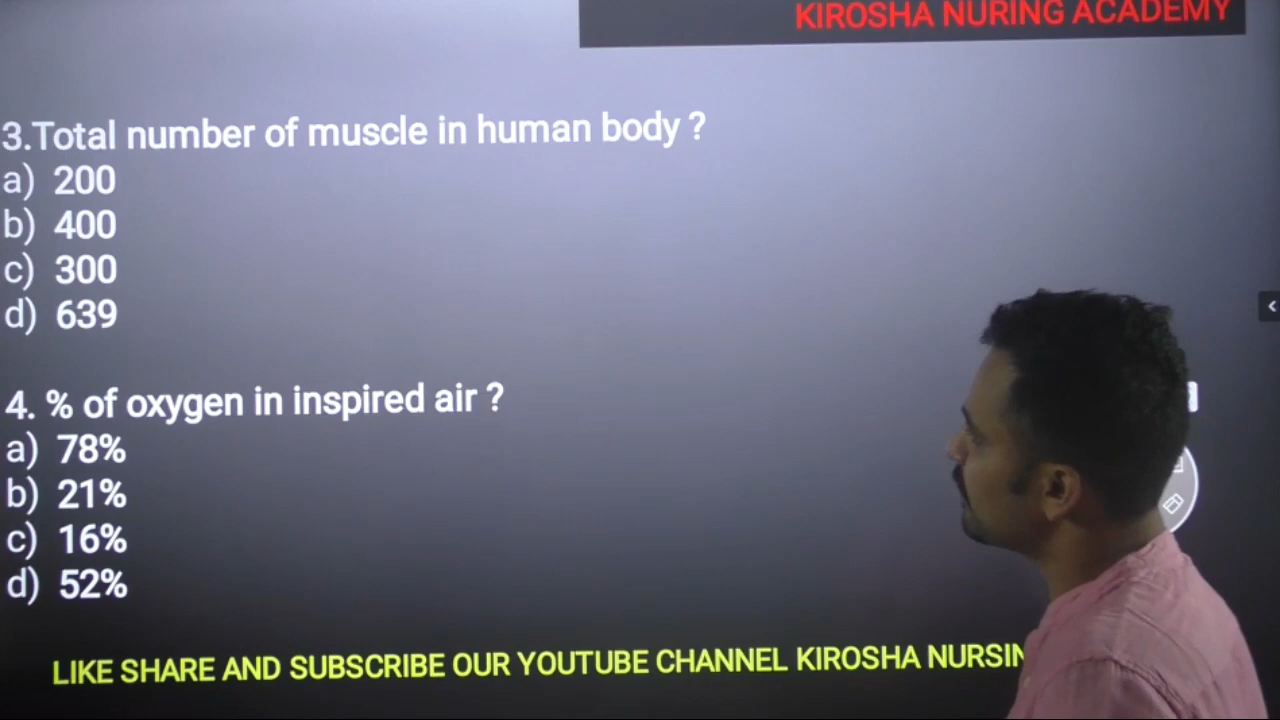 KIROSHA NURING ACADEMY
3.Total number of muscle in human body ?
a) 200
b) 400
c) 300
d) 639
4. % of oxygen in inspired air ?
a) 78%
b) 21%
c) 16%
d) 52%
LIKE SHARE AND SUBSCRIBE OUR YOUTUBE CHANNEL KIROSHA NURSIN